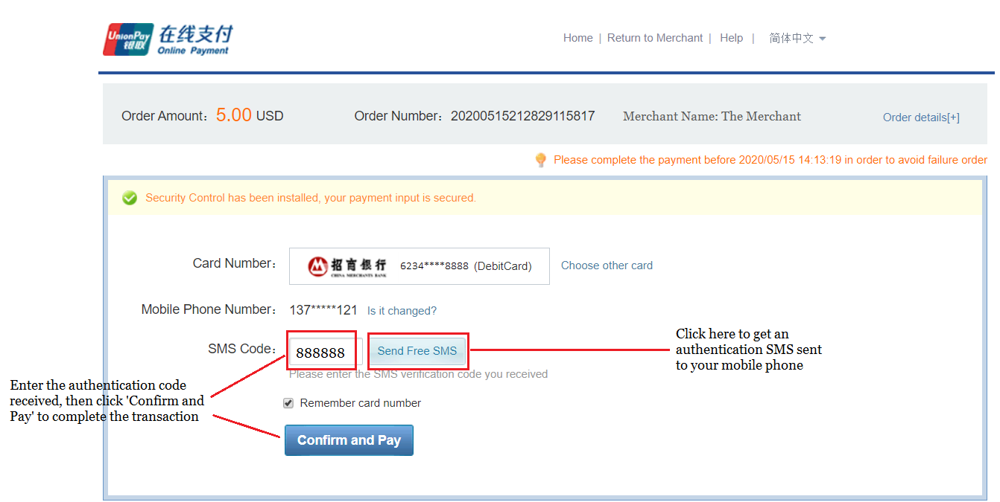 UnionPay 银联 在线支付
Online Payment
Home | Return to Merchant | Help | 简体中文
Order Amount： 5.00 USD Order Number： 20200515212829115817 Merchant Name: The Merchant Order details[+]
Please complete the payment before 2020/05/15 14:13:19 in order to avoid failure order
Security Control has been installed, your payment input is secured.
Card Number： 招商银行 CHINA MERCHANTS BANK 6234****8888 (DebitCard) Choose other card
Mobile Phone Number： 137*****121 Is it changed?
SMS Code： 888888 Send Free SMS
Please enter the SMS verification code you received
Click here to get an
authentication SMS sent
to your mobile phone
Enter the authentication code
received, then click 'Confirm and
Pay' to complete the transaction
Remember card number
Confirm and Pay